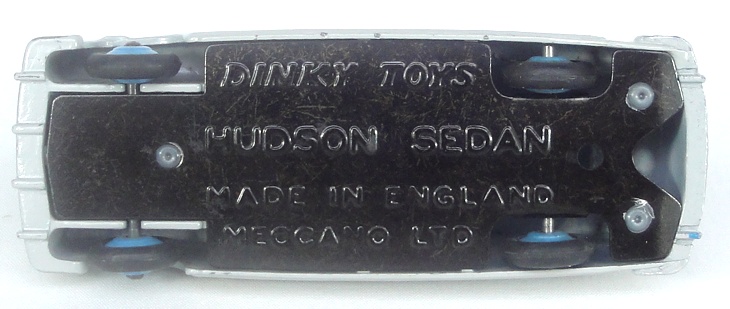 DINKY TOYS
HUDSON SEDAN
MADE IN ENGLAND
MECCANO LTD